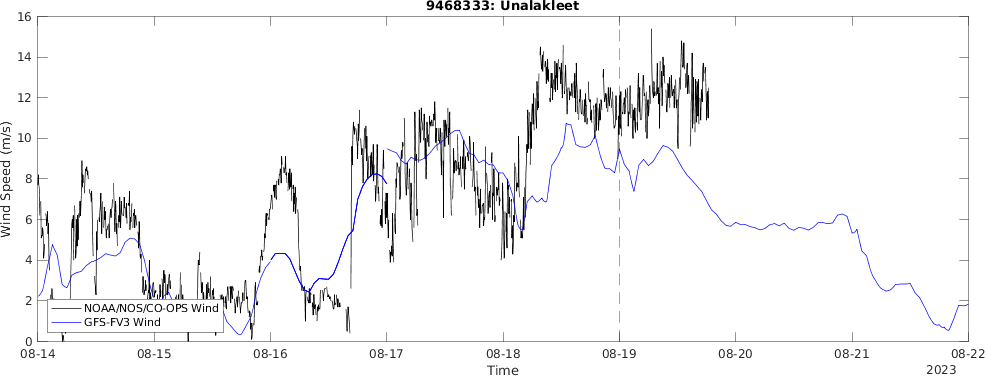 9468333: Unalakleet
16
14
12
10
8
6
4
2
0
Wind Speed (m/s)
NOAA/NOS/CO-OPS Wind
GFS-FV3 Wind
08-14 08-15 08-16 08-17 08-18 08-19 08-20 08-21 08-22
Time
2023